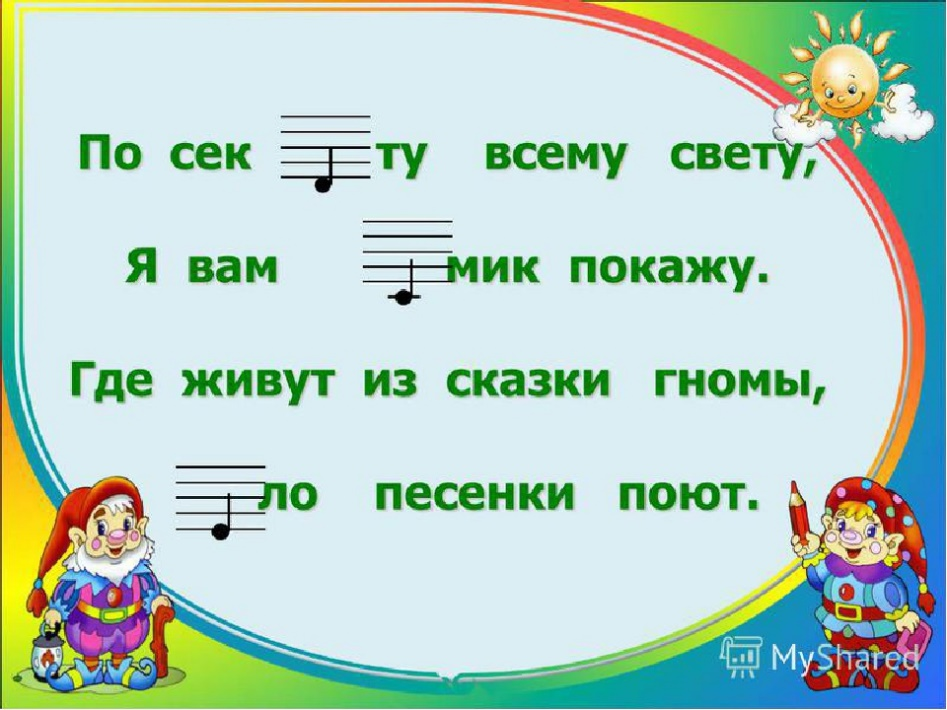 По сек ту всему свету,
Я вам мик покажу.
Где живут из сказки гномы,
ло песенки поют.
MyShared